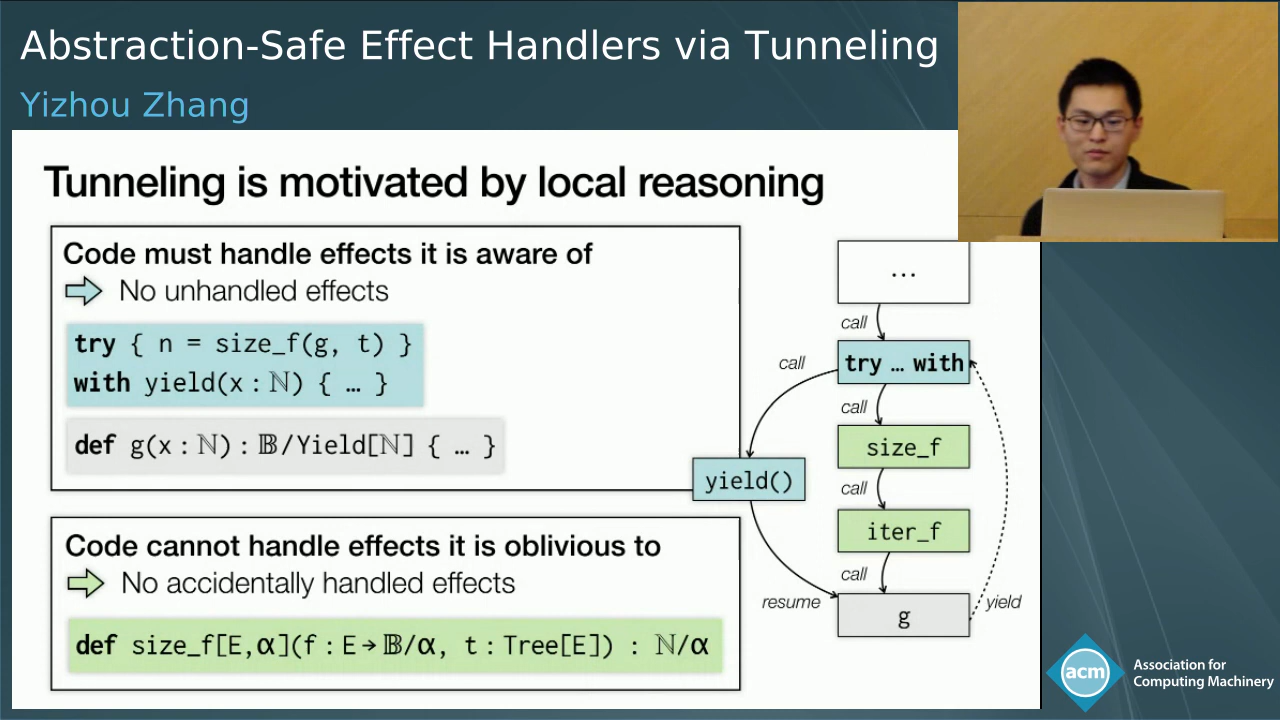 Abstraction-Safe Effect Handlers via Tunneling
Yizhou Zhang
Tunneling is motivated by local reasoning
Code must handle effects it is aware of
No unhandled effects
try { n = size_f(g, t) }
with yield(x : ℕ) { … }
def g(x : ℕ) : 𝔹/Yield[ℕ] { … }
Code cannot handle effects it is oblivious to
No accidentally handled effects
def size_f[E,α](f : E → 𝔹/α, t : Tree[E]) : ℕ/α
…
call
try … with
call
call
size_f
yield()
call
iter_f
call
resume
g
yield
acm
Association for
Computing Machinery